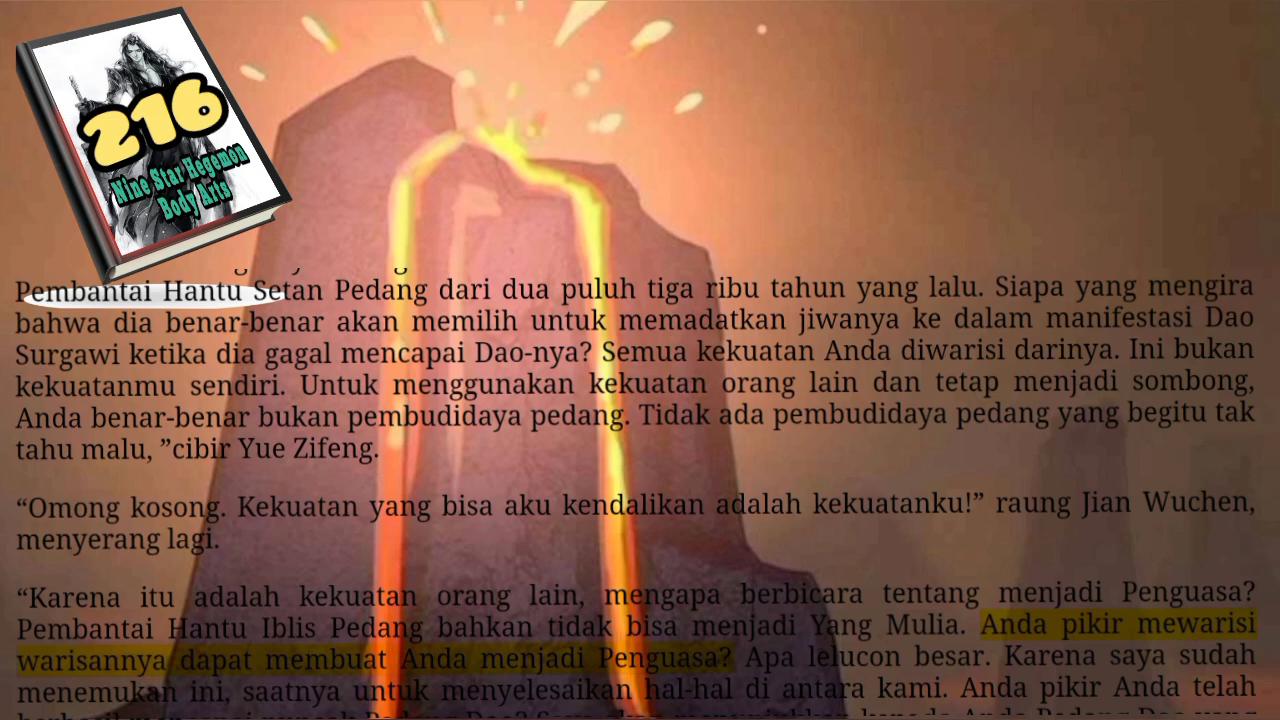 216
Nine Star Hegemon
Body Arts
Pembantai Hantu Setan Pedang dari dua puluh tiga ribu tahun yang lalu. Siapa yang mengira
bahwa dia benar-benar akan memilih untuk memadatkan jiwanya ke dalam manifestasi Dao
Surgawi ketika dia gagal mencapai Dao-nya? Semua kekuatan Anda diwarisi darinya. Ini bukan
kekuatanmu sendiri. Untuk menggunakan kekuatan orang lain dan tetap menjadi sombong,
Anda benar-benar bukan pembudidaya pedang. Tidak ada pembudidaya pedang yang begitu tak
tahu malu, ”cibir Yue Zifeng.
“Omong kosong. Kekuatan yang bisa aku kendalikan adalah kekuatanku!” raung Jian Wuchen,
menyerang lagi.
“Karena itu adalah kekuatan orang lain, mengapa berbicara tentang menjadi Penguasa?
Pembantai Hantu Iblis Pedang bahkan tidak bisa menjadi Yang Mulia. Anda pikir mewarisi
warisannya dapat membuat Anda menjadi Penguasa? Apa lelucon besar. Karena saya sudah
menemukan ini, saatnya untuk menyelesaikan hal-hal di antara kami. Anda pikir Anda telah